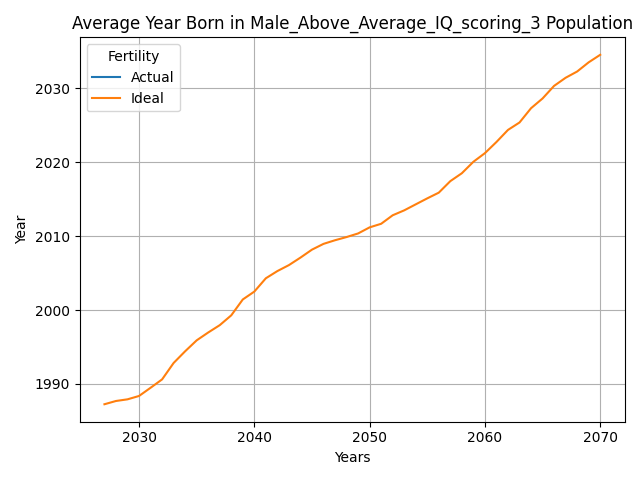 Average Year Born in Male_Above_Average_IQ_scoring_3 Population
Fertility
Actual
Ideal
2030
2020
2010
2000
1990
Year
2030 2040 2050 2060 2070
Years